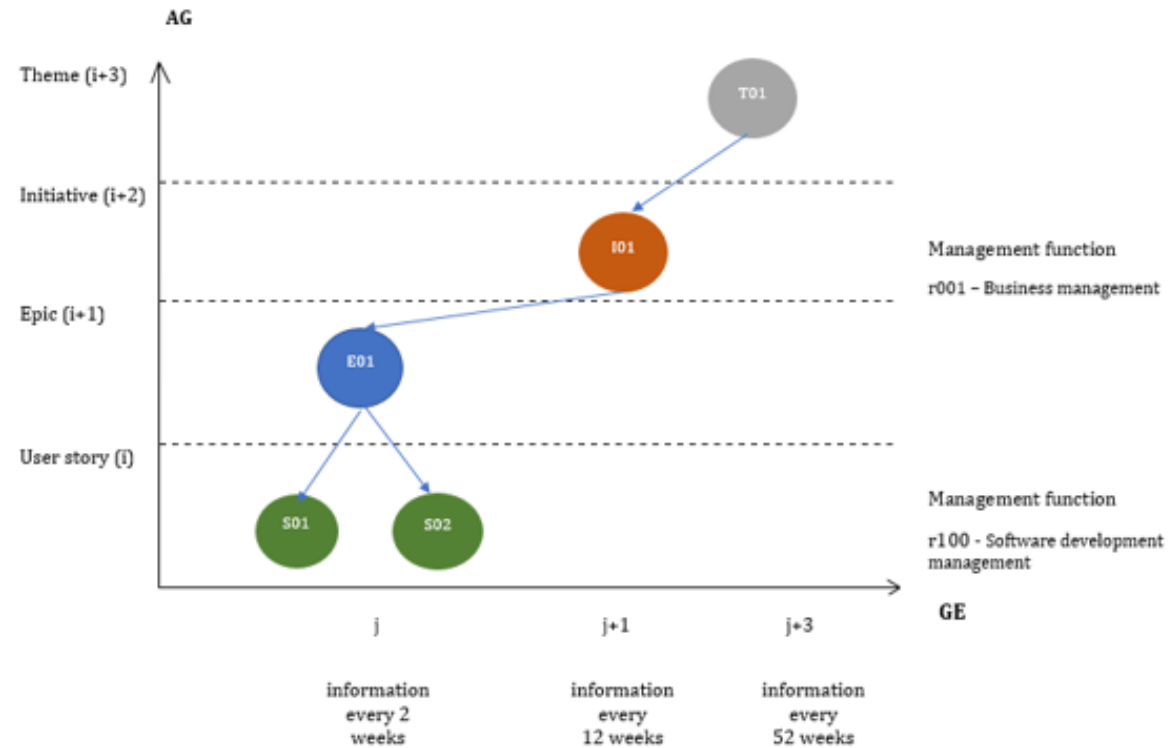 AG
Theme (i+3)
T01
Initiative (i+2)
I01
Management function
r001 – Business management
Epic (i+1)
E01
User story (i)
S01
S02
Management function
r100 - Software development
management
GE
j
j+1
j+3
information
every 2
weeks
information
every
12 weeks
information
every
52 weeks